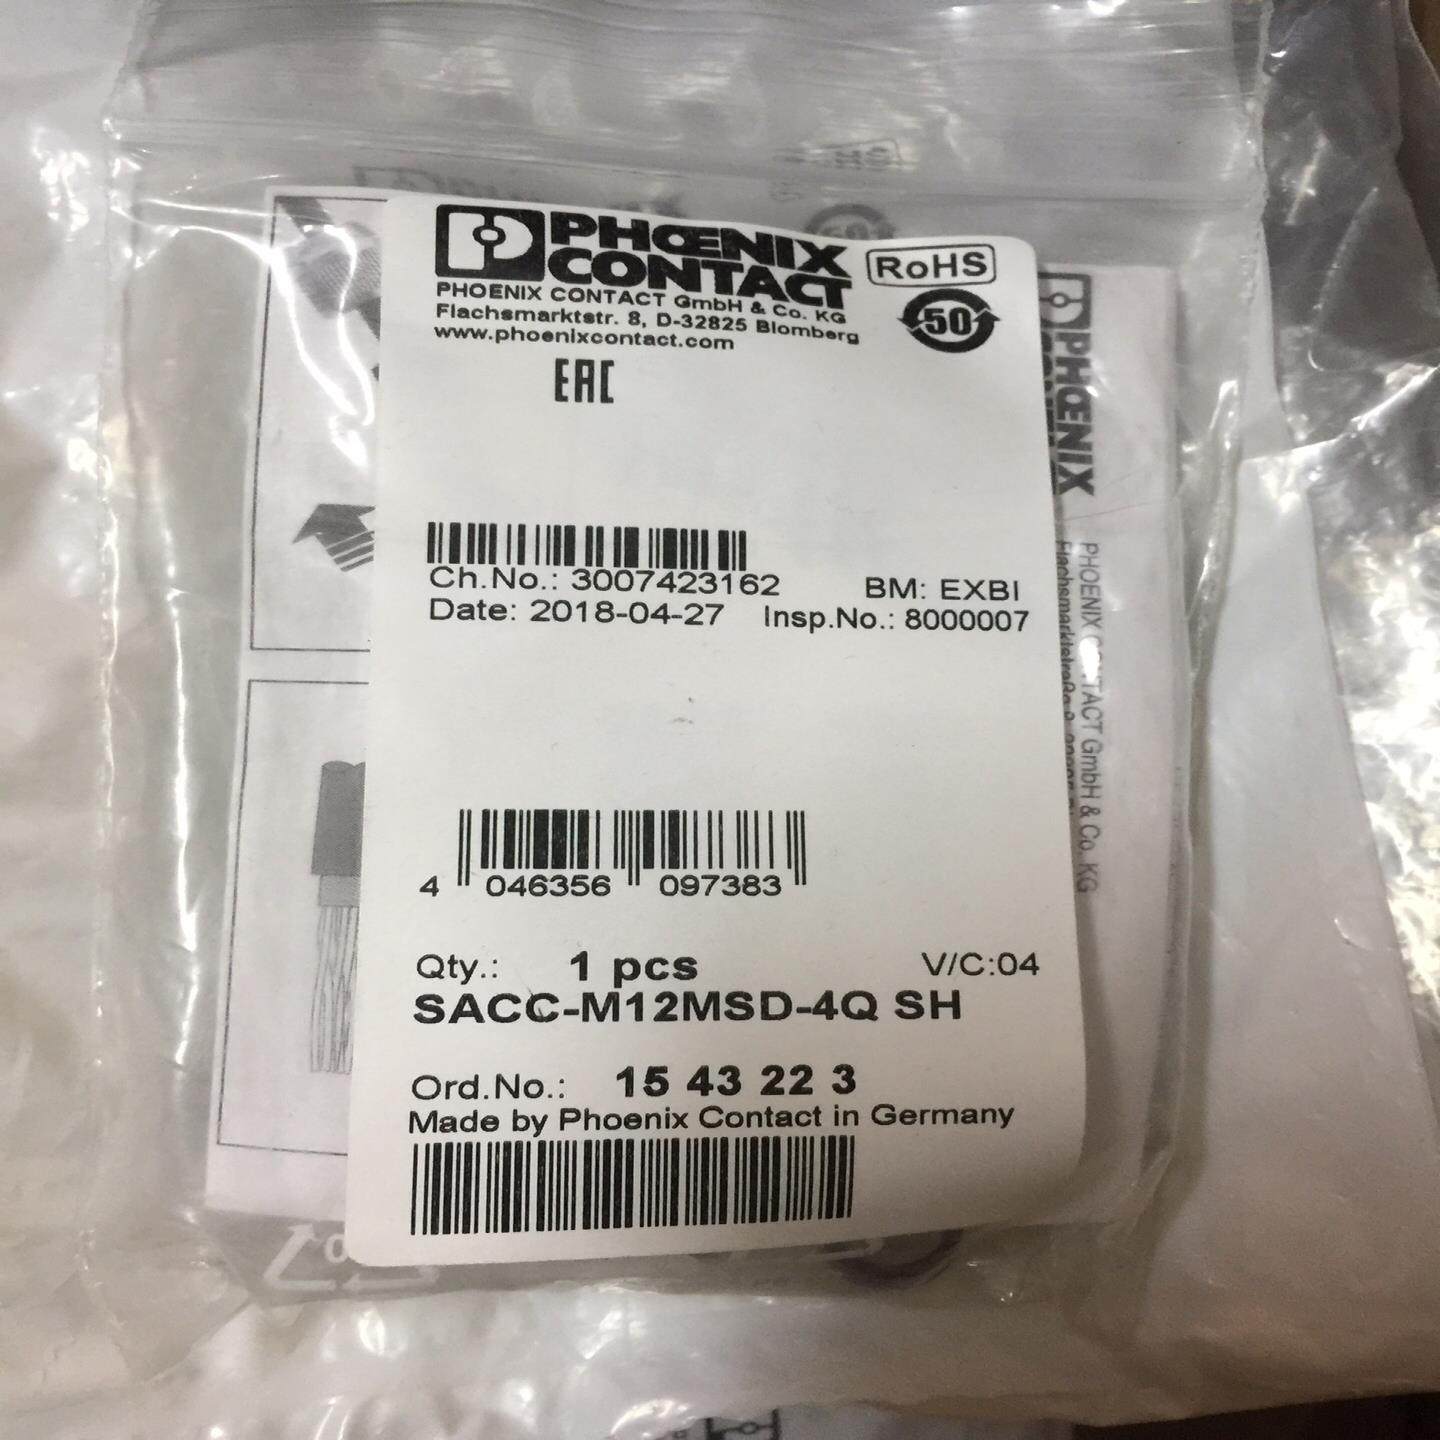 PHŒNIX
CONTACT
RoHS
50
PHOENIX CONTACT GmbH & Co. KG
Flachsmarktstr. 8, D-32825 Blomberg
www.phoenixcontact.com
EAC
Ch.No.: 3007423162 BM: EXBI
Date: 2018-04-27 Insp.No.: 8000007
4 046356 097383
Qty.: 1 pcs V/C:04
SACC-M12MSD-4Q SH
Ord.No.: 15 43 22 3
Made by Phoenix Contact in Germany
PHŒNIX
PHOENIX CONTACT GmbH & Co. KG